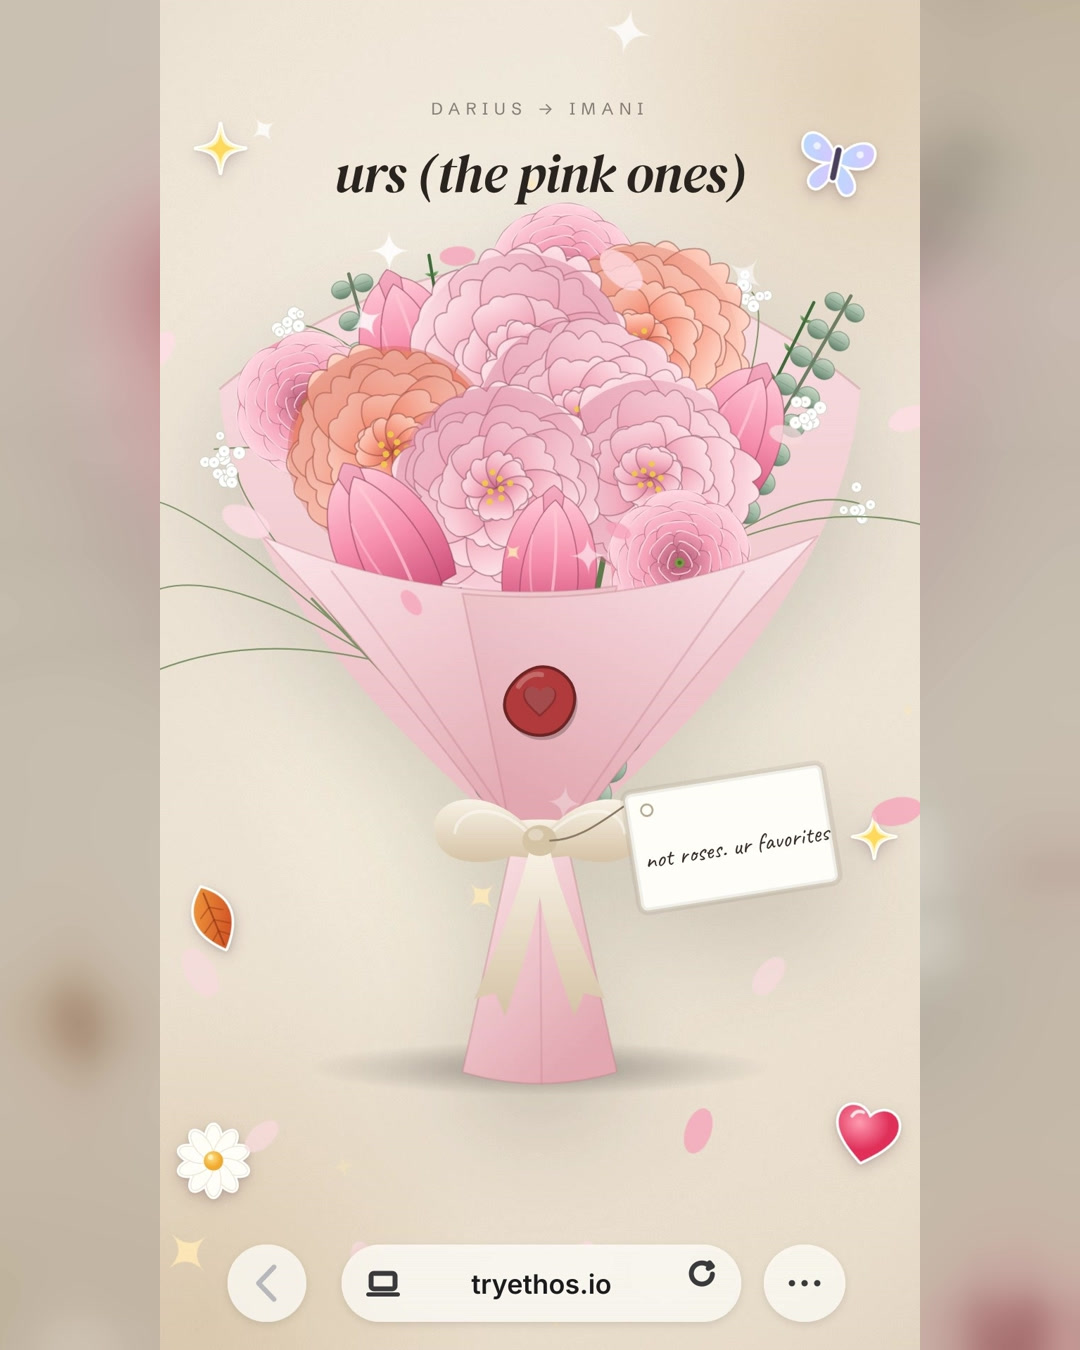 DARIUS → IMANI
urs (the pink ones)
not roses. ur favorites
tryethos.io